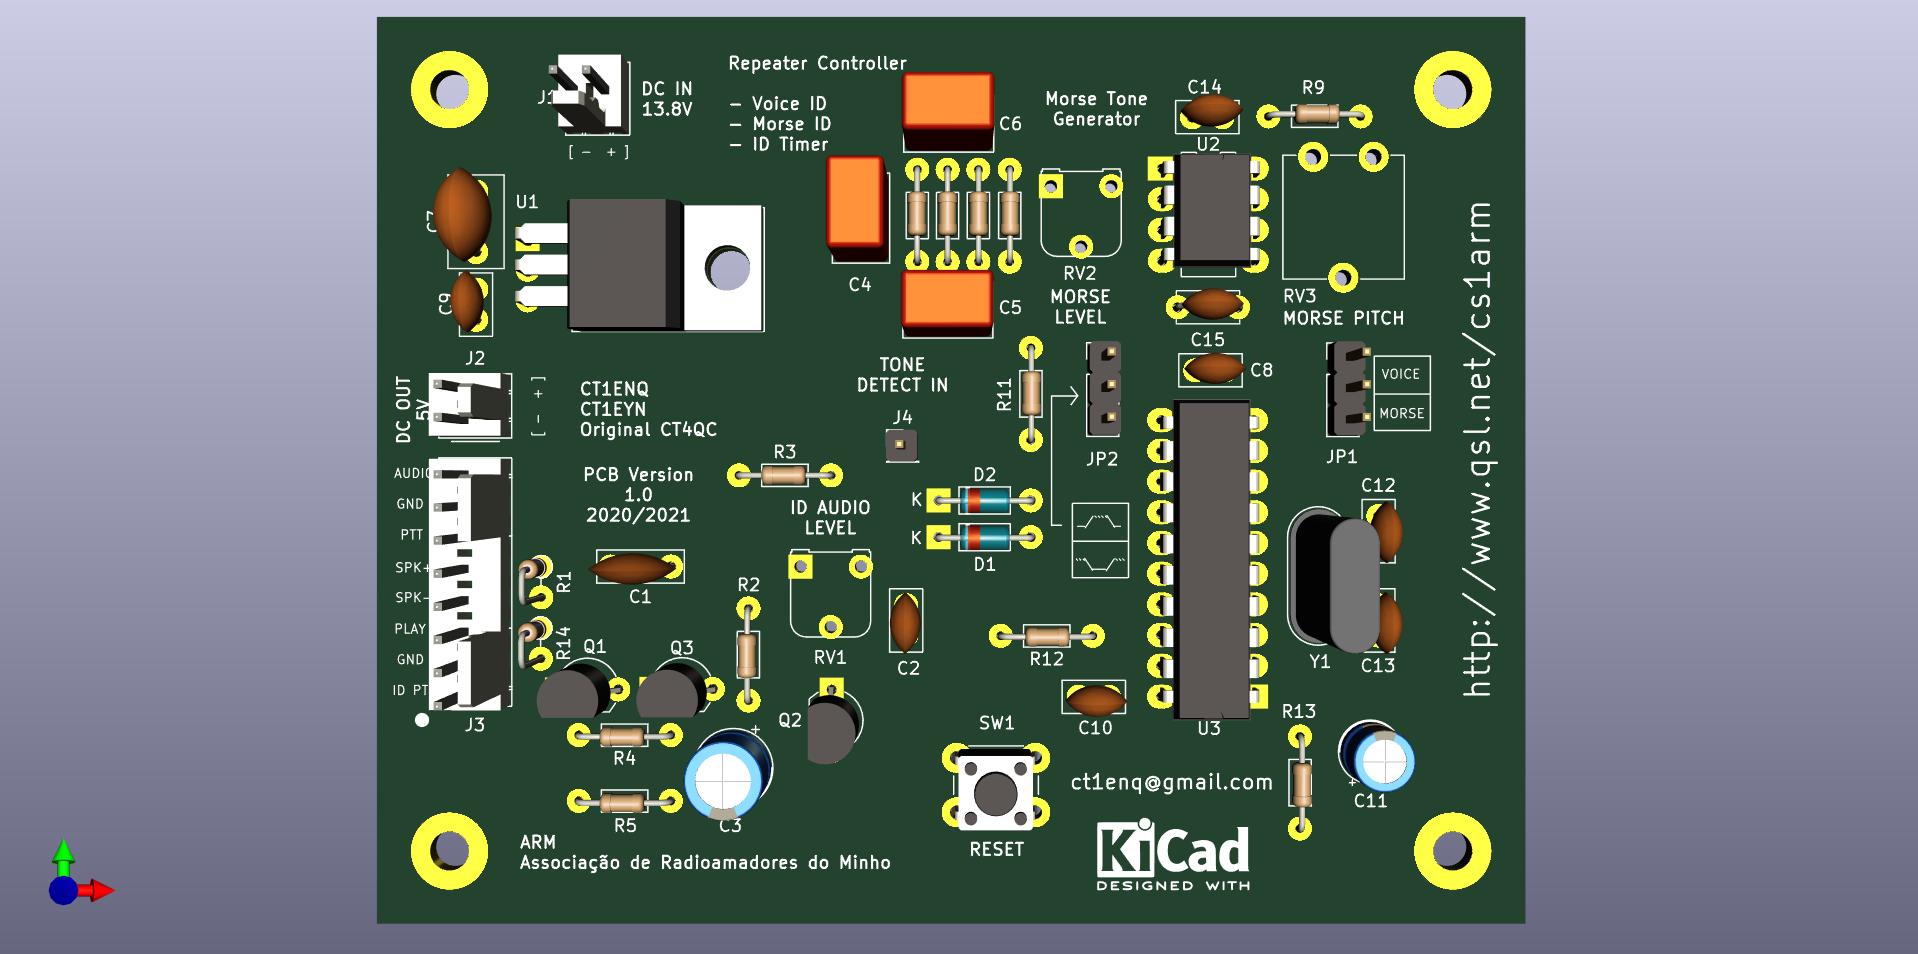 Repeater Controller
- Voice ID
- Morse ID
- ID Timer
DC IN
13.8V
[ - + ]
C6
Morse Tone
Generator
C14
R9
U2
C7
U1
C4
C5
RV2
MORSE
LEVEL
RV3
MORSE PITCH
C15
C8
C9
J2
DC OUT
5V
[ - + ]
CT1ENQ
CT1EYN
Original CT4QC
TONE
DETECT IN
J4
R11
JP2
VOICE
MORSE
JP1
http://www.qsl.net/cs1arm
AUDIO
GND
PTT
SPK+
SPK-
PLAY
GND
ID PT
J3
PCB Version
1.0
2020/2021
R3
ID AUDIO
LEVEL
D2
K
K
D1
C12
R1
C1
R2
R14
Q1
Q3
RV1
C2
R12
Y1
C13
Q2
R4
R5
+
C3
SW1
RESET
C10
U3
R13
+
C11
ct1enq@gmail.com
ARM
Associação de Radioamadores do Minho
KiCad
DESIGNED WITH